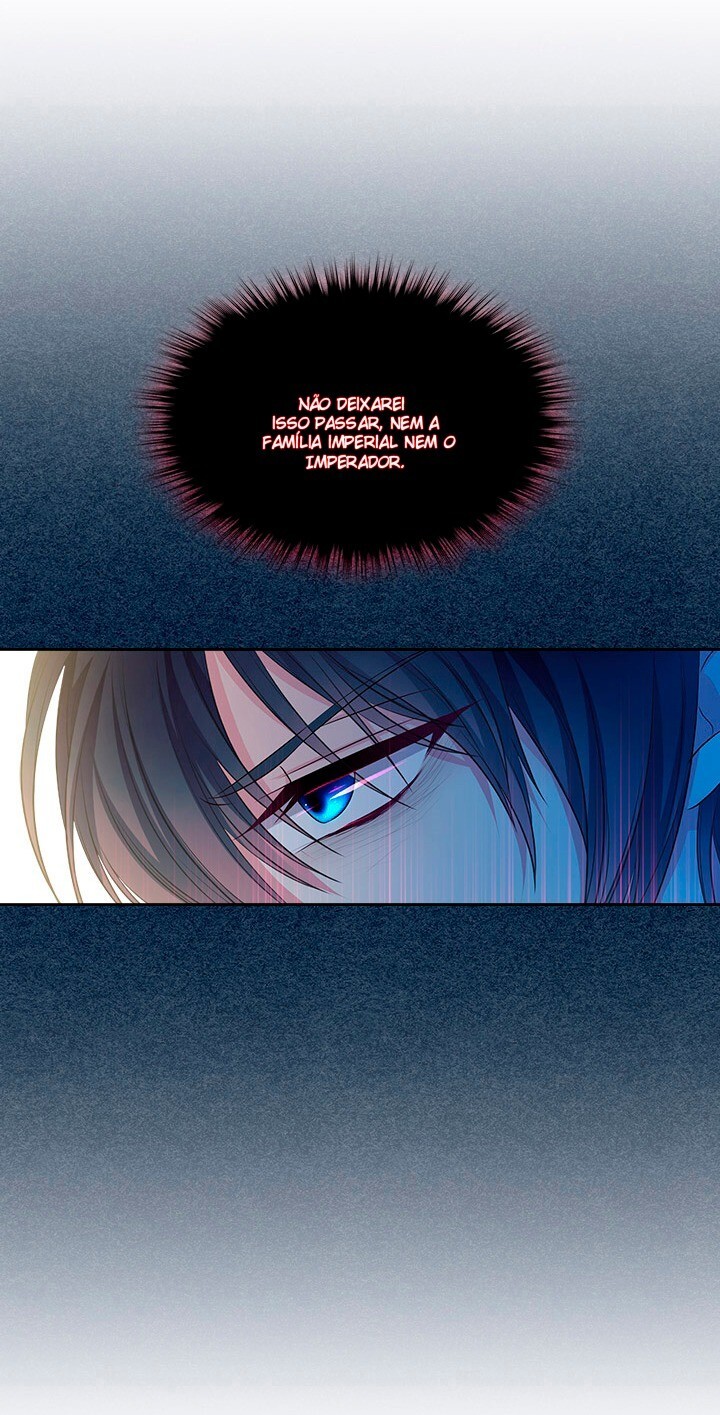 NÃO DEIXAREI
ISSO PASSAR, NEM A
FAMÍLIA IMPERIAL NEM O
IMPERADOR.